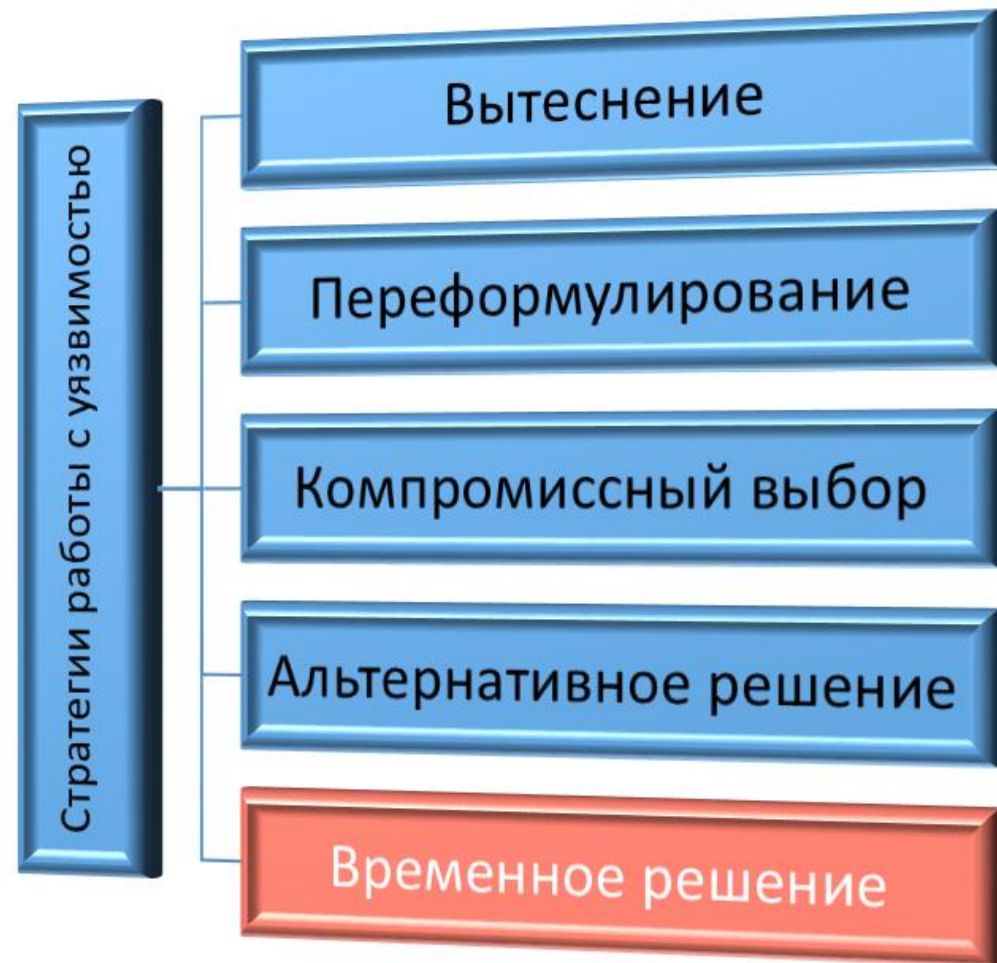 Стратегии работы с уязвимостью
Вытеснение
Переформулирование
Компромиссный выбор
Альтернативное решение
Временное решение